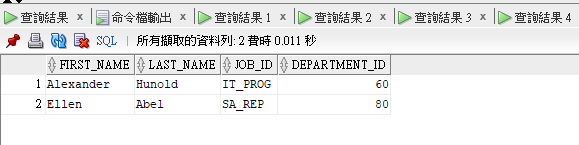 查詢結果 命令檔輸出 查詢結果 1 查詢結果 2 查詢結果 3 查詢結果 4
SQL | 所有擷取的資料列: 2 費時 0.011 秒
FIRST_NAME LAST_NAME JOB_ID DEPARTMENT_ID
1 Alexander Hunold IT_PROG 60
2 Ellen Abel SA_REP 80